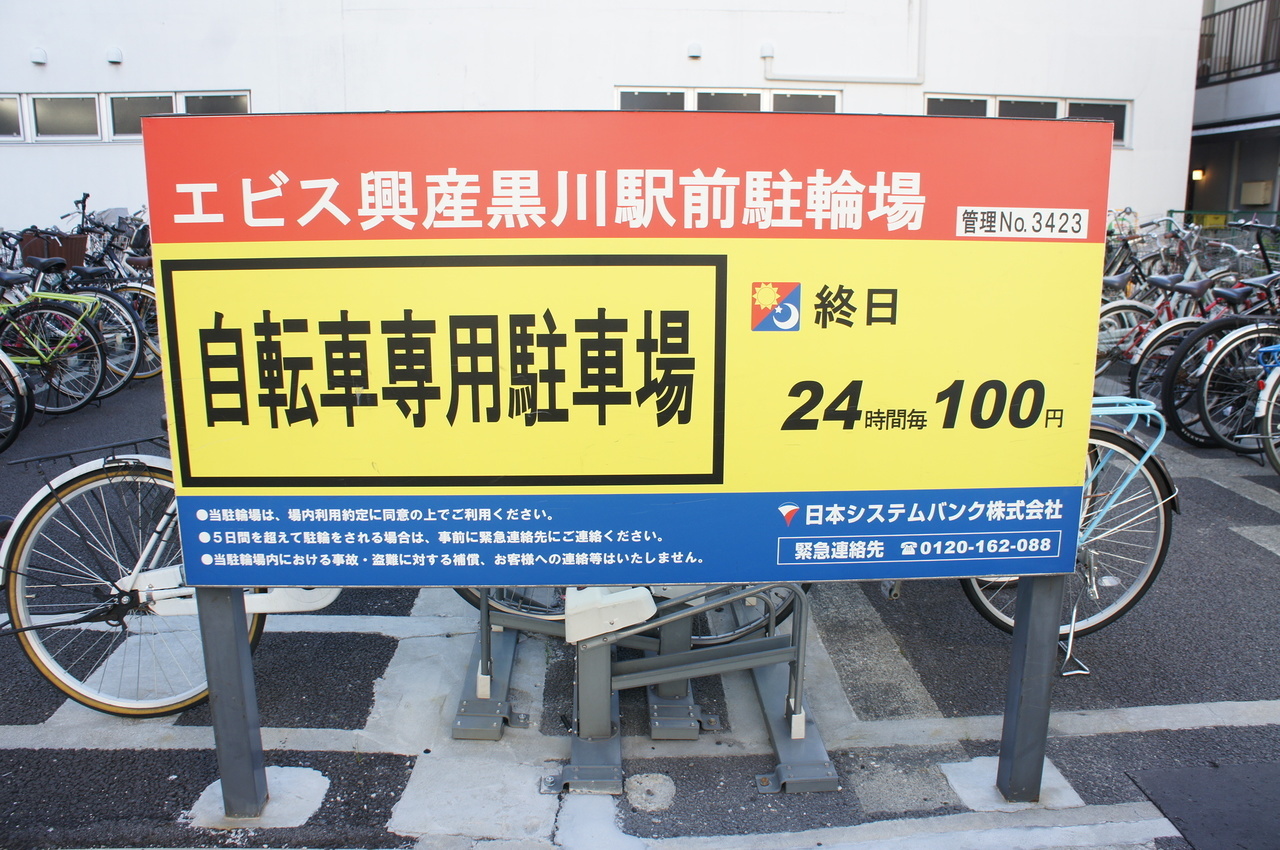 エビス興産黒川駅前駐輪場
管理No.3423
自転車専用駐車場
終日
24時間毎100円
●当駐輪場は、場内利用約定に同意の上でご利用ください。
●5日間を超えて駐輪をされる場合は、事前に緊急連絡先にご連絡ください。
●当駐輪場内における事故・盗難に対する補償、お客様への連絡等はいたしません。
日本システムバンク株式会社
緊急連絡先 ☎0120-162-088